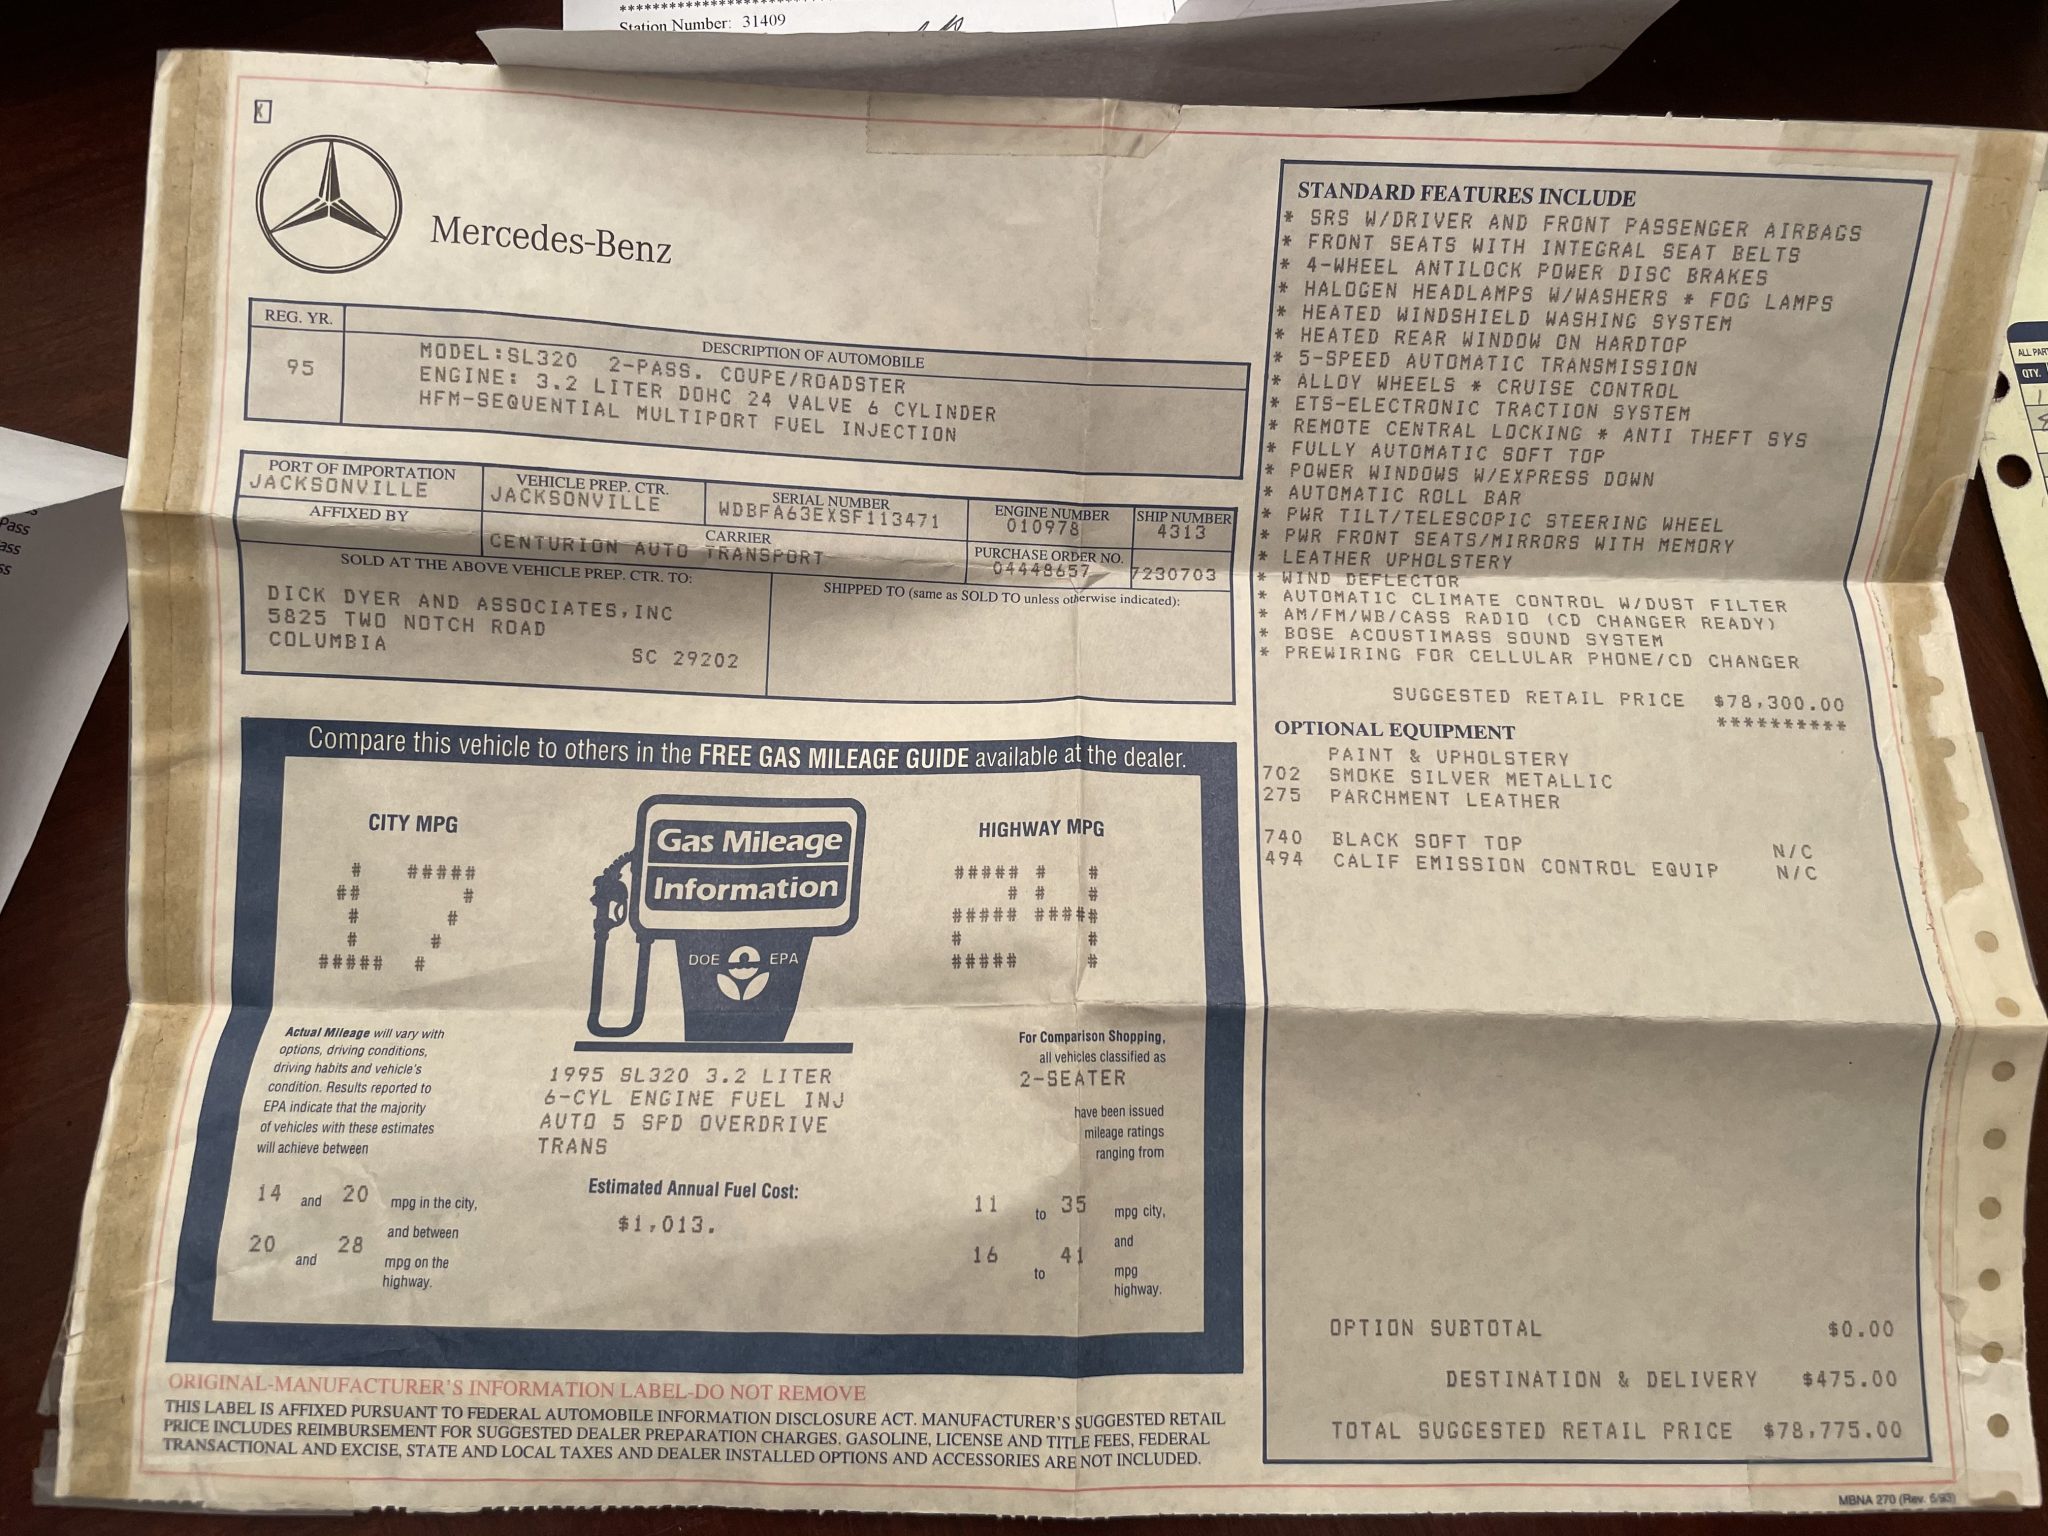 Station Number: 31409
X
Mercedes-Benz
REG. YR.
95
DESCRIPTION OF AUTOMOBILE
MODEL:SL320 2-PASS. COUPE/ROADSTER
ENGINE: 3.2 LITER DOHC 24 VALVE 6 CYLINDER
HFM-SEQUENTIAL MULTIPORT FUEL INJECTION
PORT OF IMPORTATION
JACKSONVILLE
VEHICLE PREP. CTR.
JACKSONVILLE
SERIAL NUMBER
WDBFA63EXSF113471
ENGINE NUMBER
010978
SHIP NUMBER
4313
AFFIXED BY
CARRIER
CENTURION AUTO TRANSPORT
PURCHASE ORDER NO.
04448657
7230703
SOLD AT THE ABOVE VEHICLE PREP. CTR. TO:
DICK DYER AND ASSOCIATES,INC
5825 TWO NOTCH ROAD
COLUMBIA
SC 29202
SHIPPED TO (same as SOLD TO unless otherwise indicated):
Compare this vehicle to others in the FREE GAS MILEAGE GUIDE available at the dealer.
CITY MPG
17
Gas Mileage
Information
DOE EPA
HIGHWAY MPG
24
Actual Mileage will vary with
options, driving conditions,
driving habits and vehicle's
condition. Results reported to
EPA indicate that the majority
of vehicles with these estimates
will achieve between
14 and 20 mpg in the city,
and between
20 and 28 mpg on the
highway.
1995 SL320 3.2 LITER
6-CYL ENGINE FUEL INJ
AUTO 5 SPD OVERDRIVE
TRANS
Estimated Annual Fuel Cost:
$1,013.
For Comparison Shopping,
all vehicles classified as
2-SEATER
have been issued
mileage ratings
ranging from
11 to 35 mpg city,
and
16 to 41 mpg
highway.
ORIGINAL-MANUFACTURER'S INFORMATION LABEL-DO NOT REMOVE
THIS LABEL IS AFFIXED PURSUANT TO FEDERAL AUTOMOBILE INFORMATION DISCLOSURE ACT. MANUFACTURER'S SUGGESTED RETAIL
PRICE INCLUDES REIMBURSEMENT FOR SUGGESTED DEALER PREPARATION CHARGES. GASOLINE, LICENSE AND TITLE FEES, FEDERAL
TRANSACTIONAL AND EXCISE, STATE AND LOCAL TAXES AND DEALER INSTALLED OPTIONS AND ACCESSORIES ARE NOT INCLUDED.
STANDARD FEATURES INCLUDE
* SRS W/DRIVER AND FRONT PASSENGER AIRBAGS
* FRONT SEATS WITH INTEGRAL SEAT BELTS
* 4-WHEEL ANTILOCK POWER DISC BRAKES
* HALOGEN HEADLAMPS W/WASHERS * FOG LAMPS
* HEATED WINDSHIELD WASHING SYSTEM
* HEATED REAR WINDOW ON HARDTOP
* 5-SPEED AUTOMATIC TRANSMISSION
* ALLOY WHEELS * CRUISE CONTROL
* ETS-ELECTRONIC TRACTION SYSTEM
* REMOTE CENTRAL LOCKING * ANTI THEFT SYS
* FULLY AUTOMATIC SOFT TOP
* POWER WINDOWS W/EXPRESS DOWN
* AUTOMATIC ROLL BAR
* PWR TILT/TELESCOPIC STEERING WHEEL
* PWR FRONT SEATS/MIRRORS WITH MEMORY
* LEATHER UPHOLSTERY
* WIND DEFLECTOR
* AUTOMATIC CLIMATE CONTROL W/DUST FILTER
* AM/FM/WB/CASS RADIO (CD CHANGER READY)
* BOSE ACOUSTIMASS SOUND SYSTEM
* PREWIRING FOR CELLULAR PHONE/CD CHANGER
SUGGESTED RETAIL PRICE $78,300.00
**********
OPTIONAL EQUIPMENT
PAINT & UPHOLSTERY
702 SMOKE SILVER METALLIC
275 PARCHMENT LEATHER
740 BLACK SOFT TOP N/C
494 CALIF EMISSION CONTROL EQUIP N/C
OPTION SUBTOTAL $0.00
DESTINATION & DELIVERY $475.00
TOTAL SUGGESTED RETAIL PRICE $78,775.00
MBNA 270 (Rev. 6/93)
Pass
ALL PAR
QTY.
1